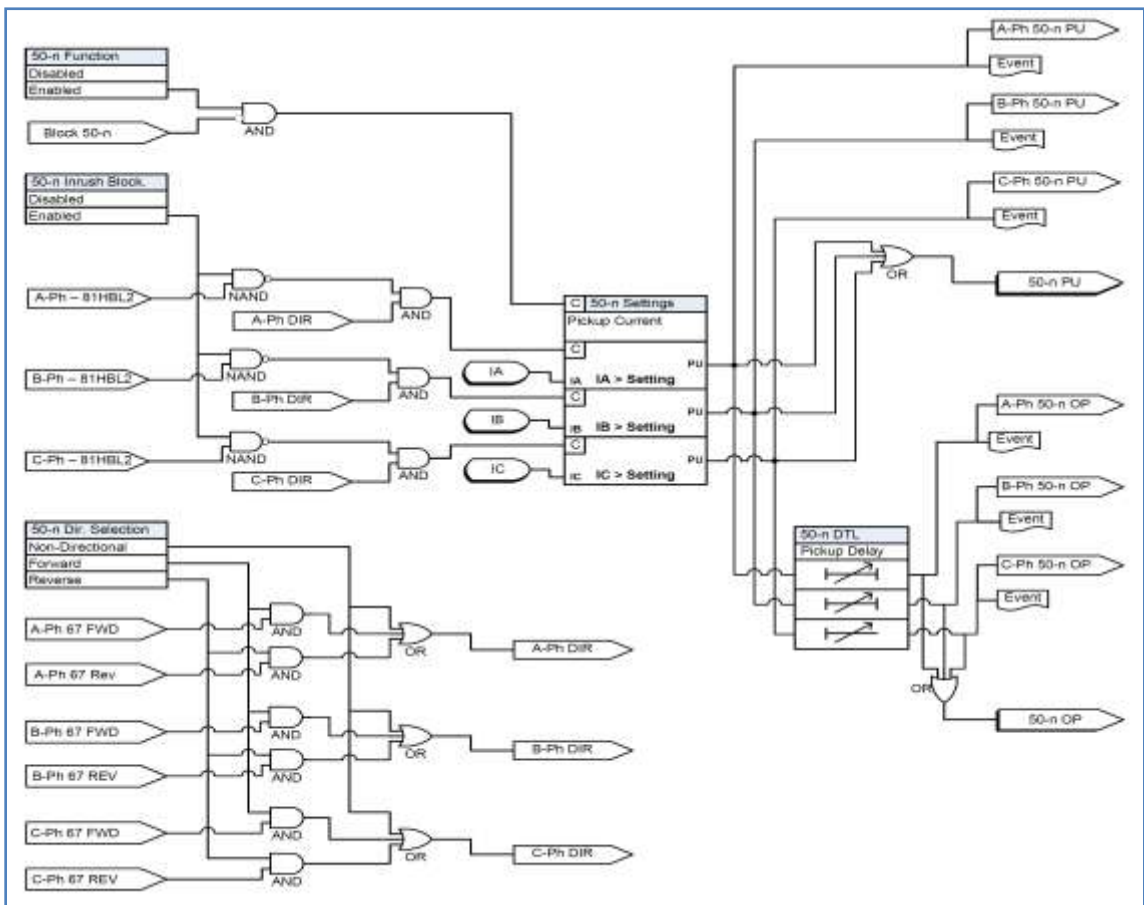 50-n Function
Disabled
Enabled
Block 50-n
AND
50-n Inrush Block.
Disabled
Enabled
A-Ph – 81HBL2
NAND
A-Ph DIR
AND
B-Ph – 81HBL2
NAND
B-Ph DIR
AND
C-Ph – 81HBL2
NAND
C-Ph DIR
AND
C 50-n Settings
Pickup Current
C
PU
IA
IA IA > Setting
C
PU
IB
IB IB > Setting
C
PU
IC
IC IC > Setting
A-Ph 50-n PU
Event
B-Ph 50-n PU
Event
C-Ph 50-n PU
Event
OR
50-n PU
A-Ph 50-n OP
Event
B-Ph 50-n OP
Event
50-n DTL
Pickup Delay
C-Ph 50-n OP
Event
OR
50-n OP
50-n Dir. Selection
Non-Directional
Forward
Reverse
A-Ph 67 FWD
AND
A-Ph 67 Rev
AND
OR
A-Ph DIR
B-Ph 67 FWD
AND
B-Ph 67 REV
AND
OR
B-Ph DIR
C-Ph 67 FWD
AND
C-Ph 67 REV
AND
OR
C-Ph DIR